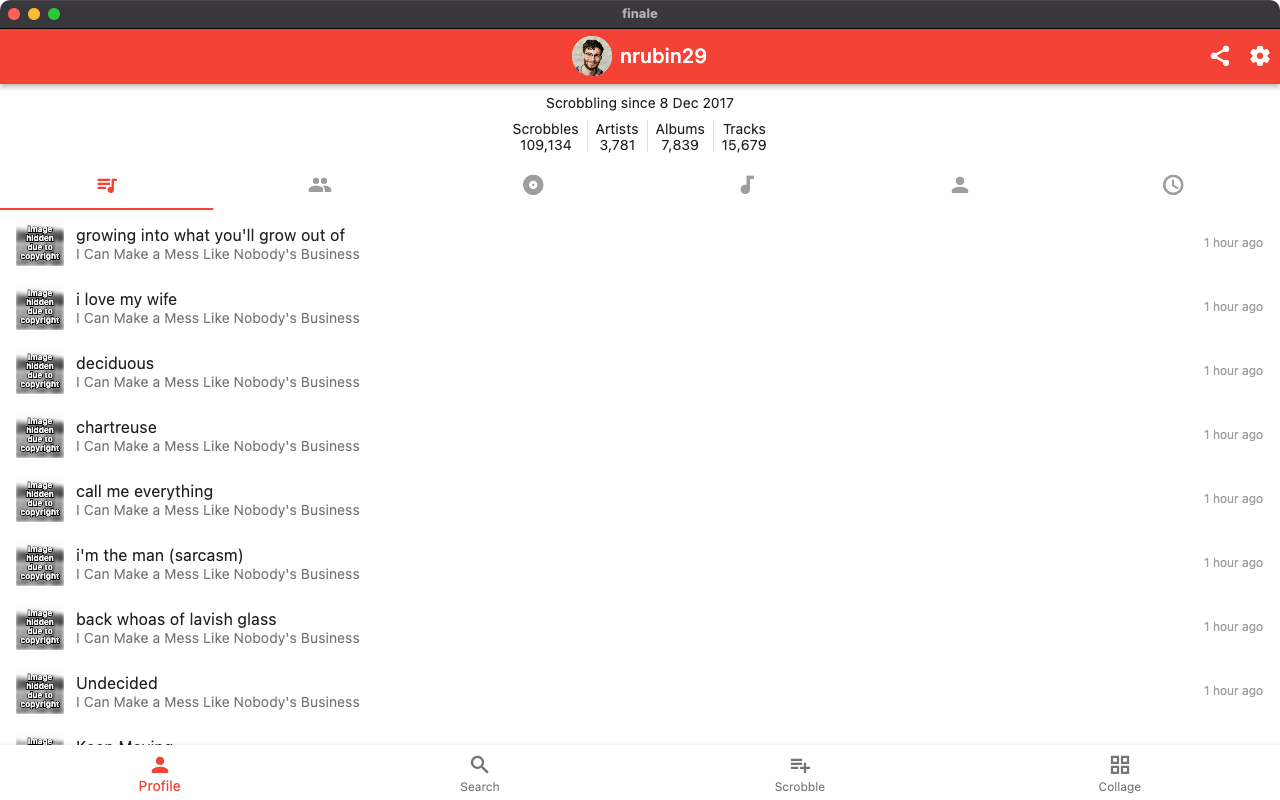 finale
nrubin29
Scrobbling since 8 Dec 2017
Scrobbles Artists Albums Tracks
109,134 3,781 7,839 15,679
Image
hidden
due to
copyright
growing into what you'll grow out of
I Can Make a Mess Like Nobody's Business
1 hour ago
Image
hidden
due to
copyright
i love my wife
I Can Make a Mess Like Nobody's Business
1 hour ago
Image
hidden
due to
copyright
deciduous
I Can Make a Mess Like Nobody's Business
1 hour ago
Image
hidden
due to
copyright
chartreuse
I Can Make a Mess Like Nobody's Business
1 hour ago
Image
hidden
due to
copyright
call me everything
I Can Make a Mess Like Nobody's Business
1 hour ago
Image
hidden
due to
copyright
i'm the man (sarcasm)
I Can Make a Mess Like Nobody's Business
1 hour ago
Image
hidden
due to
copyright
back whoas of lavish glass
I Can Make a Mess Like Nobody's Business
1 hour ago
Image
hidden
due to
copyright
Undecided
I Can Make a Mess Like Nobody's Business
1 hour ago
Image
Keep Moving
Profile
Search
Scrobble
Collage